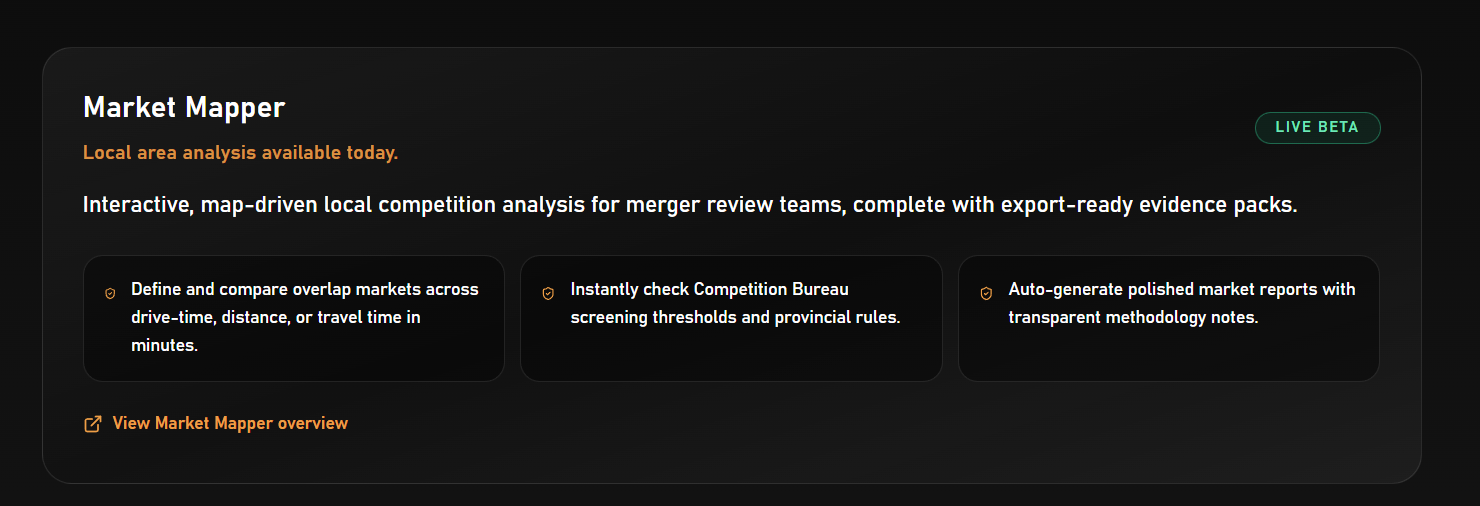 Market Mapper
LIVE BETA
Local area analysis available today.
Interactive, map-driven local competition analysis for merger review teams, complete with export-ready evidence packs.
Define and compare overlap markets across
drive-time, distance, or travel time in
minutes.
Instantly check Competition Bureau
screening thresholds and provincial rules.
Auto-generate polished market reports with
transparent methodology notes.
View Market Mapper overview